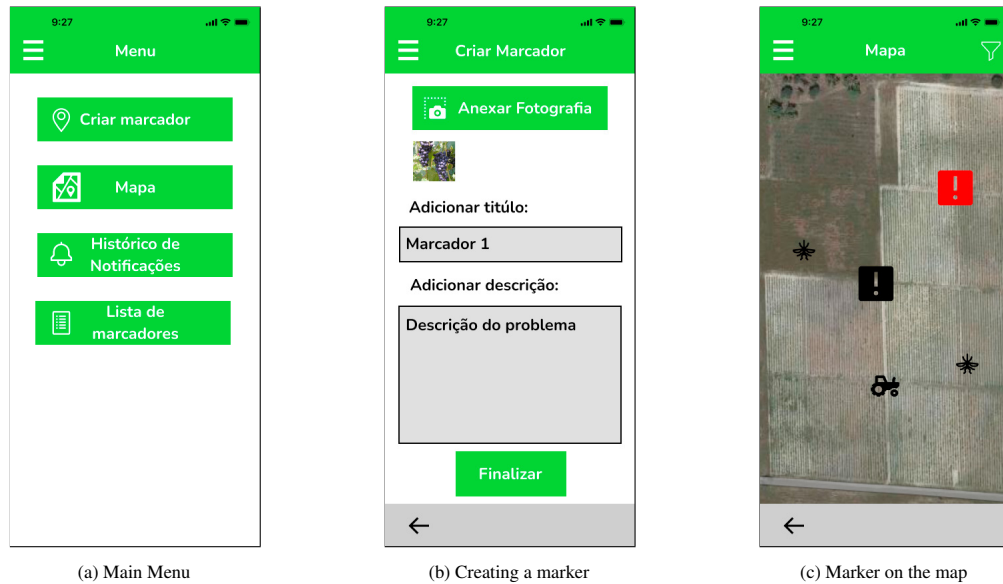 9:27
Menu
Criar marcador
Mapa
Histórico de
Notificações
Lista de
marcadores
(a) Main Menu
9:27
Criar Marcador
Anexar Fotografia
Adicionar titúlo:
Marcador 1
Adicionar descrição:
Descrição do problema
Finalizar
(b) Creating a marker
9:27
Mapa
(c) Marker on the map